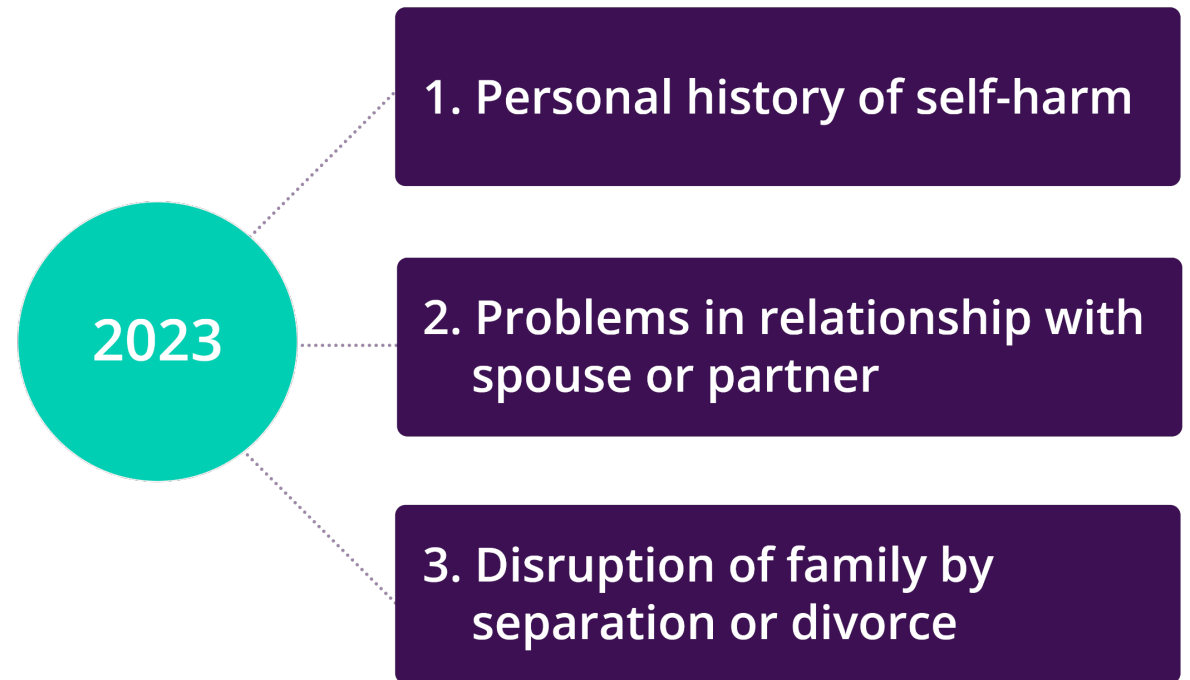 1. Personal history of self-harm
2023
2. Problems in relationship with
spouse or partner
3. Disruption of family by
separation or divorce